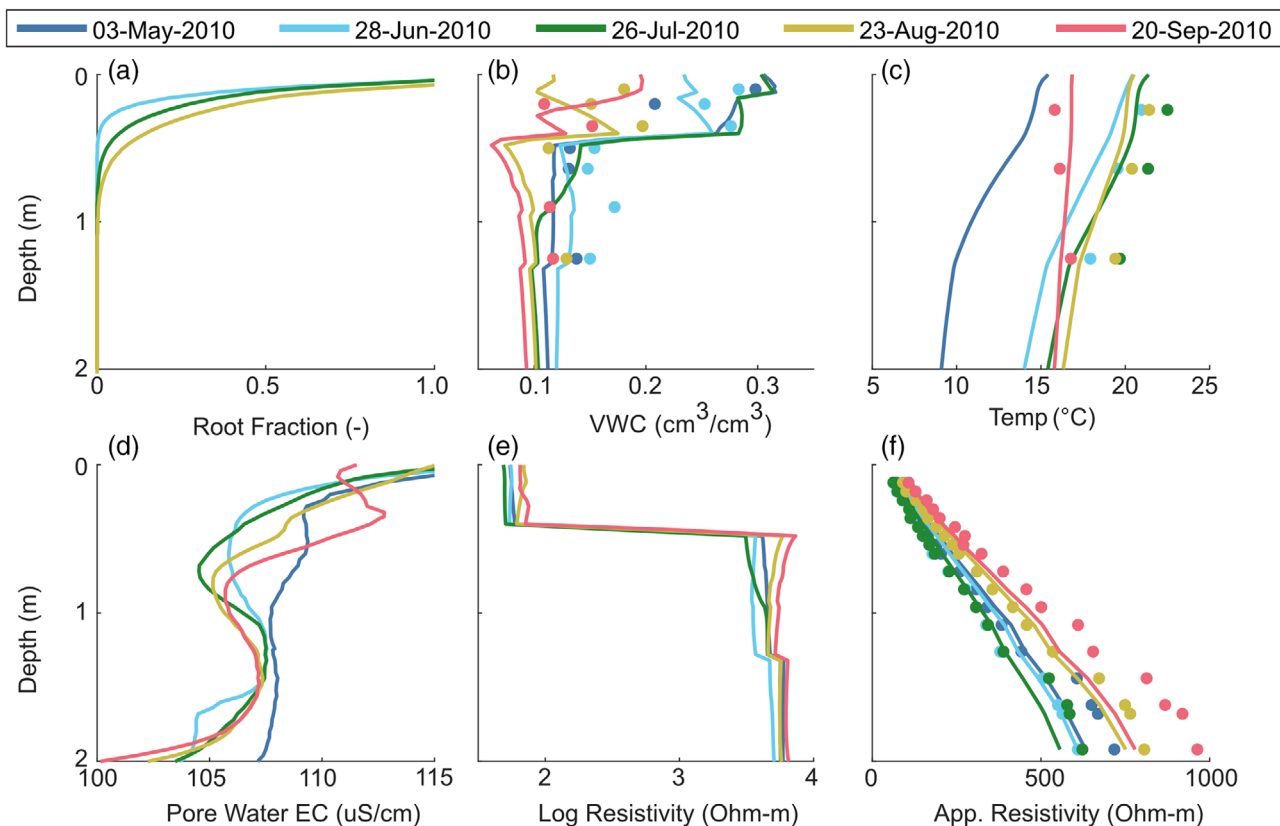 03-May-2010 28-Jun-2010 26-Jul-2010 23-Aug-2010 20-Sep-2010
(a) (b) (c)
0
1
2
Depth (m)
0 0.5 1.0
0.1 0.2 0.3
5 10 15 20 25
Root Fraction (-) VWC (cm³/cm³) Temp (°C)
(d) (e) (f)
0
1
2
Depth (m)
100 105 110 115
2 3 4
0 500 1000
Pore Water EC (uS/cm) Log Resistivity (Ohm-m) App. Resistivity (Ohm-m)